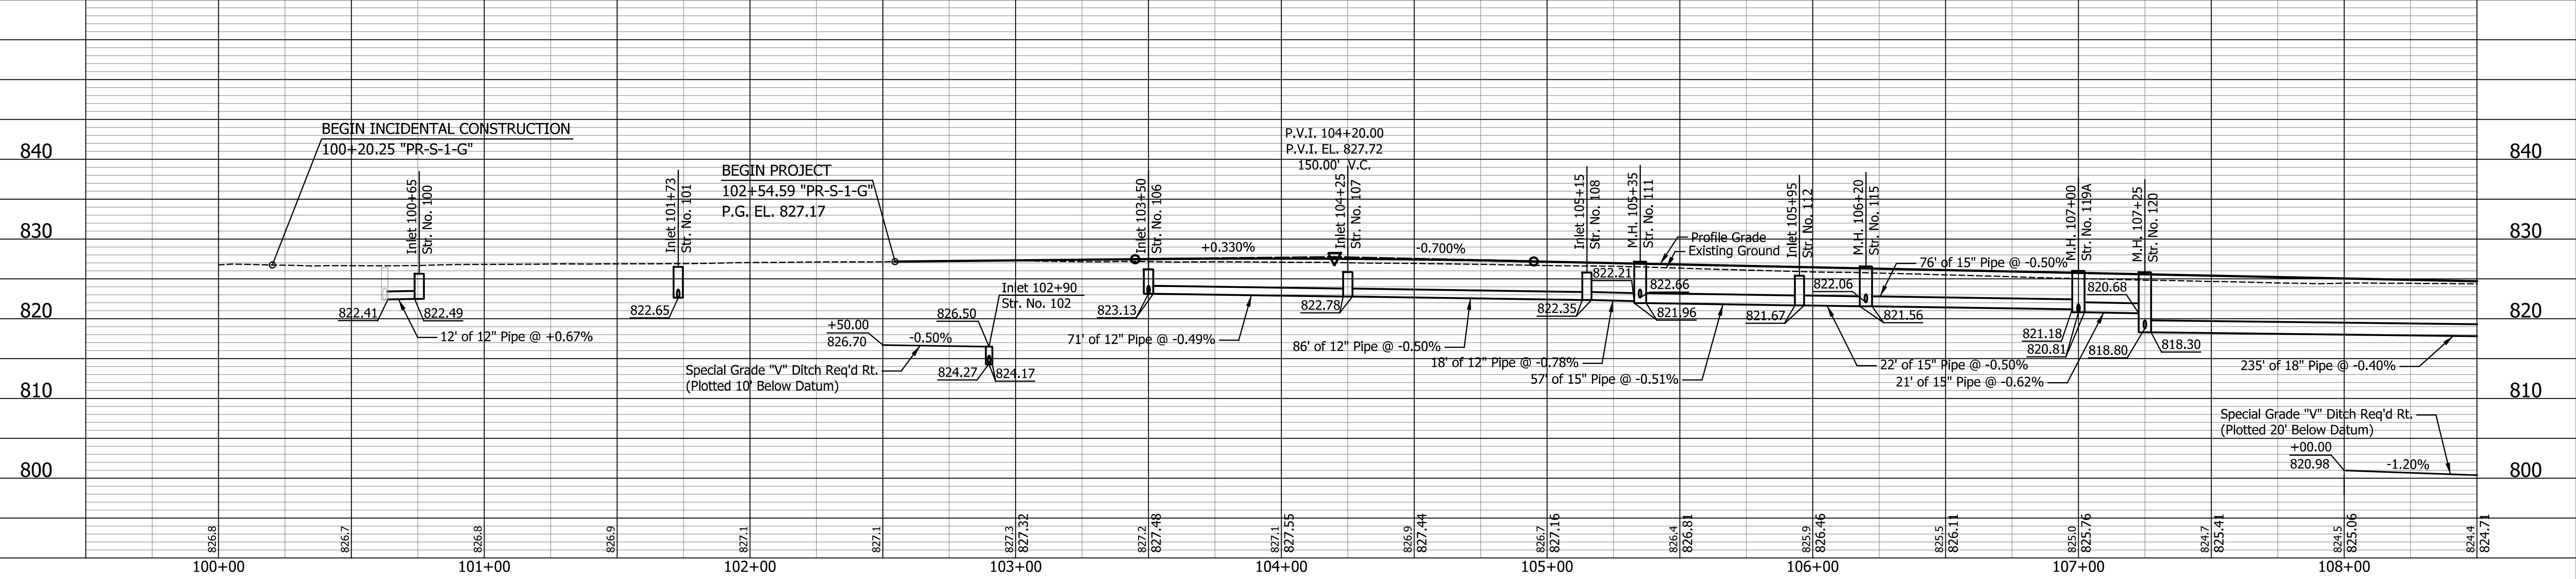 840
830
820
810
800
BEGIN INCIDENTAL CONSTRUCTION
100+20.25 "PR-S-1-G"
Inlet 100+65
Str. No. 100
822.41
822.49
12' of 12" Pipe @ +0.67%
Inlet 101+73
Str. No. 101
822.65
BEGIN PROJECT
102+54.59 "PR-S-1-G"
P.G. EL. 827.17
+50.00
826.70
-0.50%
Special Grade "V" Ditch Req'd Rt.
(Plotted 10' Below Datum)
Inlet 102+90
Str. No. 102
826.50
824.27
824.17
Inlet 103+50
Str. No. 106
823.13
71' of 12" Pipe @ -0.49%
+0.330%
P.V.I. 104+20.00
P.V.I. EL. 827.72
150.00' V.C.
Inlet 104+25
Str. No. 107
822.78
-0.700%
86' of 12" Pipe @ -0.50%
Inlet 105+15
Str. No. 108
822.35
822.21
18' of 12" Pipe @ -0.78%
M.H. 105+35
Str. No. 111
822.66
821.96
57' of 15" Pipe @ -0.51%
Profile Grade
Existing Ground
Inlet 105+95
Str. No. 112
821.67
M.H. 106+20
Str. No. 115
822.06
821.56
22' of 15" Pipe @ -0.50%
76' of 15" Pipe @ -0.50%
M.H. 107+00
Str. No. 119A
821.18
820.81
21' of 15" Pipe @ -0.62%
M.H. 107+25
Str. No. 120
820.68
818.80
818.30
235' of 18" Pipe @ -0.40%
Special Grade "V" Ditch Req'd Rt.
(Plotted 20' Below Datum)
+00.00
820.98
-1.20%
840
830
820
810
800
826.8
826.7
826.8
826.9
827.1
827.1
827.3
827.32
827.2
827.48
827.1
827.55
826.9
827.44
826.7
827.16
826.4
826.81
825.9
826.46
825.5
826.11
825.0
825.76
824.7
825.41
824.5
825.06
824.4
824.71
100+00
101+00
102+00
103+00
104+00
105+00
106+00
107+00
108+00